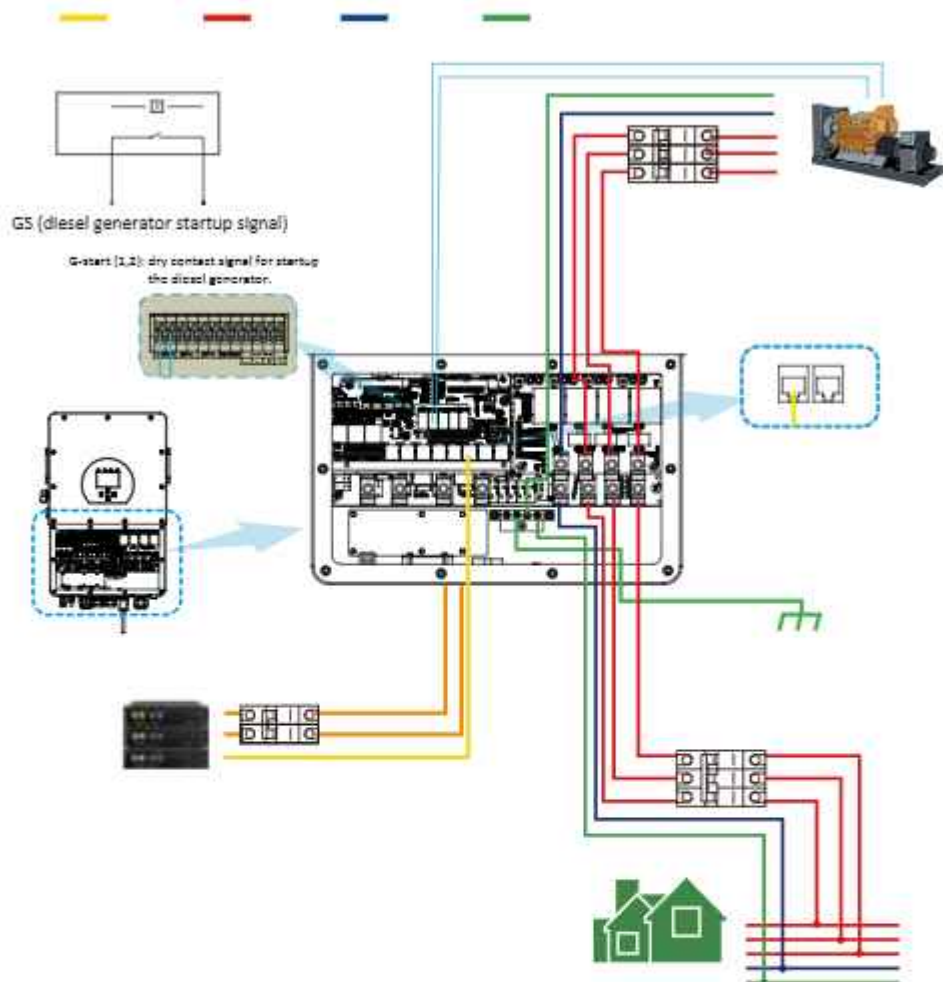 GS (diesel generator startup signal)
G-start (1,2): dry contact signal for startup
the diesel generator.